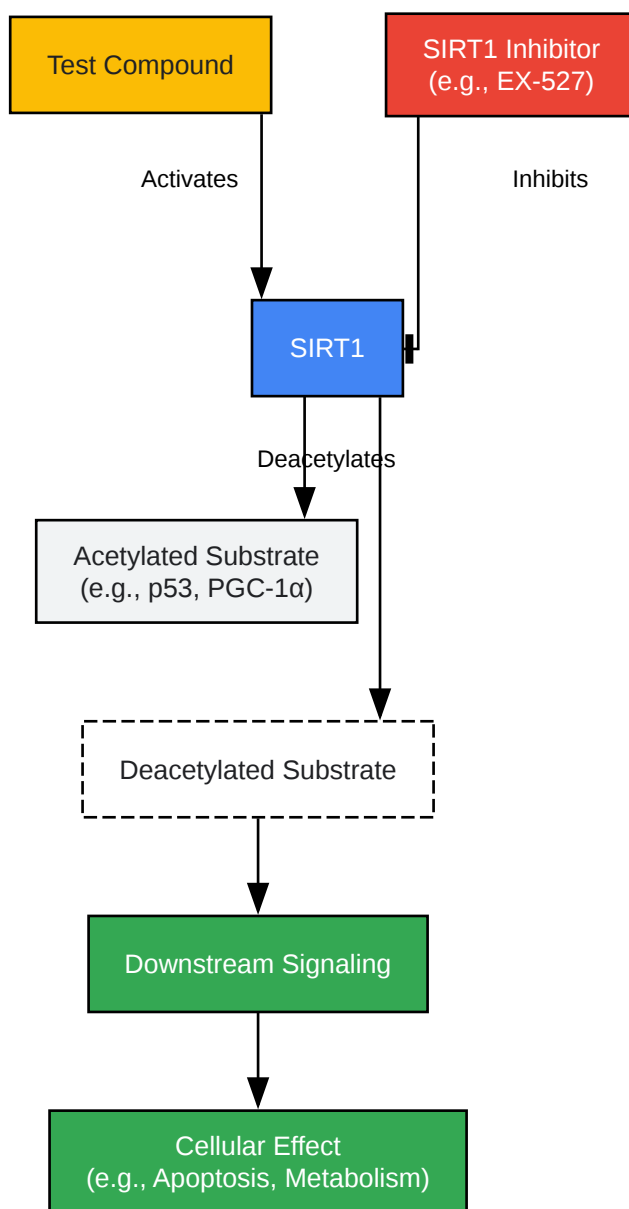 Test Compound
SIRT1 Inhibitor
(e.g., EX-527)
Activates
Inhibits
SIRT1
Deacetylates
Acetylated Substrate
(e.g., p53, PGC-1α)
Deacetylated Substrate
Downstream Signaling
Cellular Effect
(e.g., Apoptosis, Metabolism)